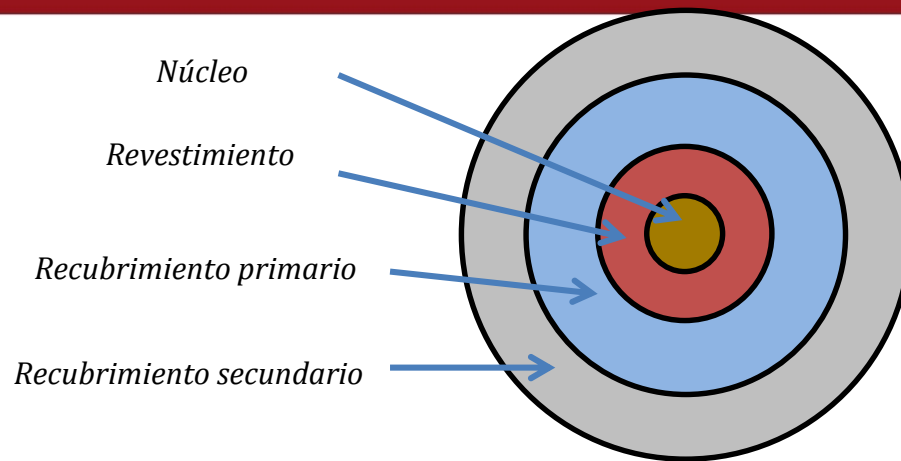 Núcleo
Revestimiento
Recubrimiento primario
Recubrimiento secundario